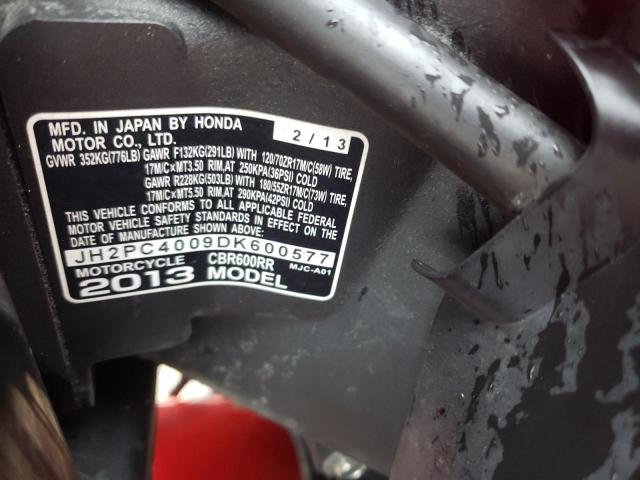 MFD. IN JAPAN BY HONDA MOTOR CO., LTD. 2/13
GVWR 352KG(776LB) GAWR F132KG(291LB) WITH 120/70ZR17M/C(58W) TIRE,
17M/C×MT3.50 RIM, AT 250KPA(36PSI) COLD
GAWR R228KG(503LB) WITH 180/55ZR17M/C(73W) TIRE,
17M/C×MT5.50 RIM, AT 290KPA(42PSI) COLD
THIS VEHICLE CONFORMS TO ALL APPLICABLE FEDERAL
MOTOR VEHICLE SAFETY STANDARDS IN EFFECT ON THE
DATE OF MANUFACTURE SHOWN ABOVE.
JH2PC4009DK600577
MOTORCYCLE CBR600RR MJC-A01
2013 MODEL